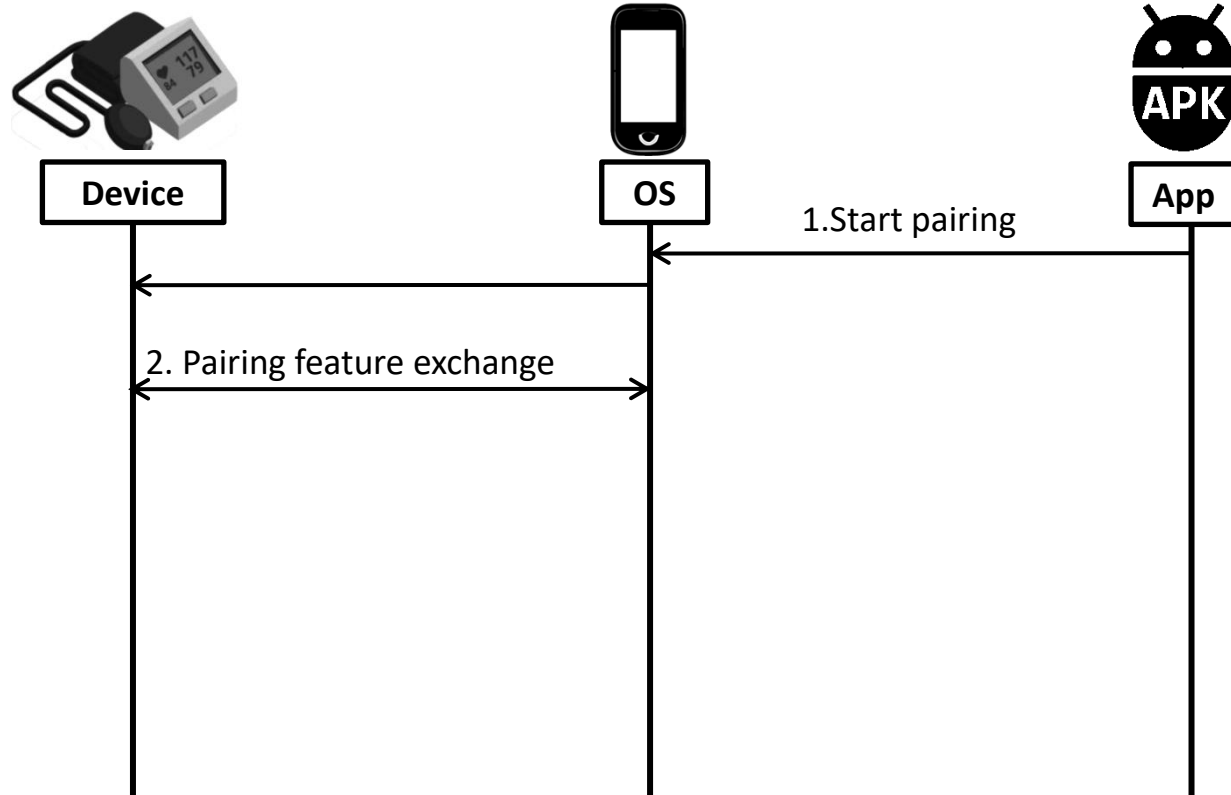 117
84 79
APK
Device
OS
App
1.Start pairing
2. Pairing feature exchange